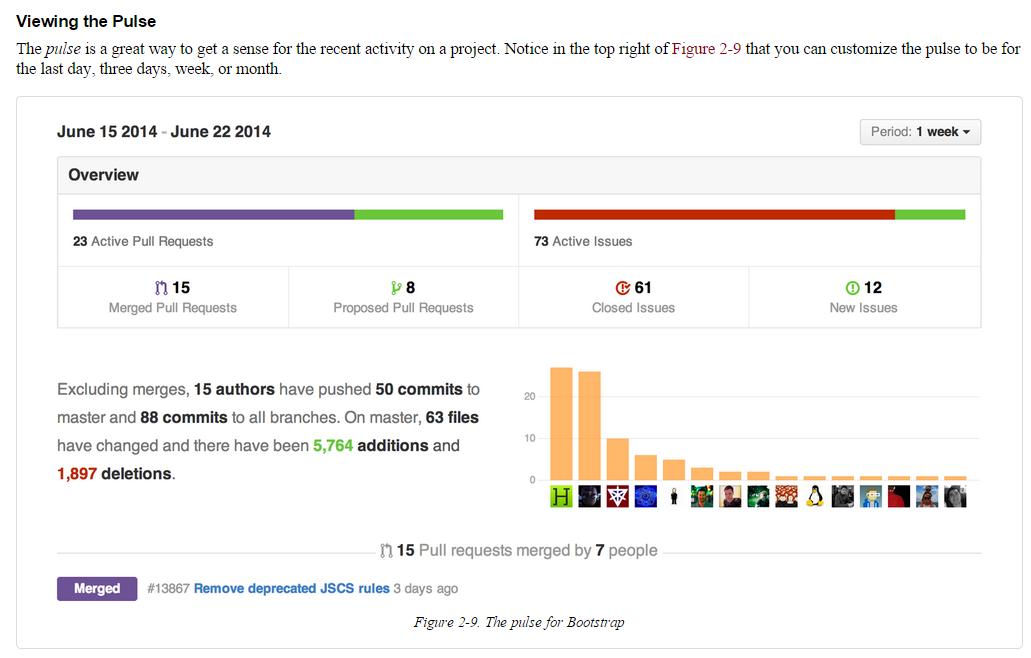 Viewing the Pulse
The pulse is a great way to get a sense for the recent activity on a project. Notice in the top right of Figure 2-9 that you can customize the pulse to be for
the last day, three days, week, or month.
June 15 2014 - June 22 2014
Period: 1 week
Overview
23 Active Pull Requests
73 Active Issues
15
Merged Pull Requests
8
Proposed Pull Requests
61
Closed Issues
12
New Issues
Excluding merges, 15 authors have pushed 50 commits to
master and 88 commits to all branches. On master, 63 files
have changed and there have been 5,764 additions and
1,897 deletions.
20
10
0
H
15 Pull requests merged by 7 people
Merged #13867 Remove deprecated JSCS rules 3 days ago
Figure 2-9. The pulse for Bootstrap